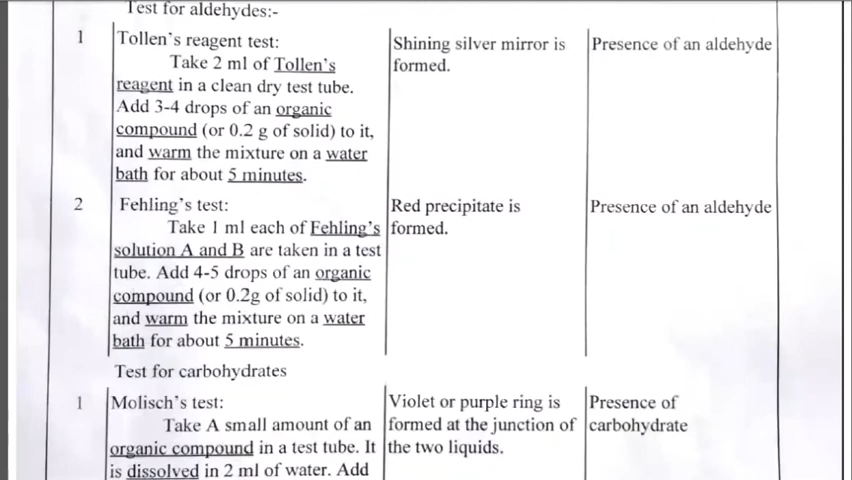 Test for aldehydes:-
1
Tollen's reagent test:
Take 2 ml of Tollen's
reagent in a clean dry test tube.
Add 3-4 drops of an organic
compound (or 0.2 g of solid) to it,
and warm the mixture on a water
bath for about 5 minutes.
Shining silver mirror is
formed.
Presence of an aldehyde
2
Fehling's test:
Take 1 ml each of Fehling's
solution A and B are taken in a test
tube. Add 4-5 drops of an organic
compound (or 0.2g of solid) to it,
and warm the mixture on a water
bath for about 5 minutes.
Red precipitate is
formed.
Presence of an aldehyde
Test for carbohydrates
1
Molisch's test:
Take A small amount of an
organic compound in a test tube. It
is dissolved in 2 ml of water. Add
Violet or purple ring is
formed at the junction of
the two liquids.
Presence of
carbohydrate